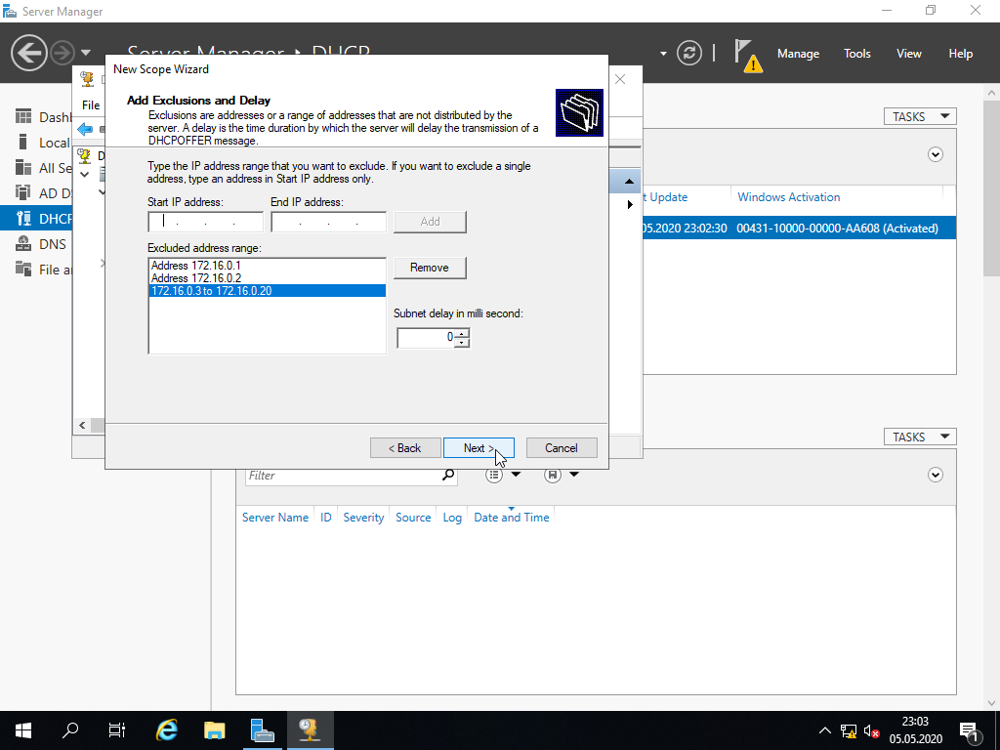 Server Manager
Server Manager • DHCP
Manage
Tools
View
Help
New Scope Wizard
Add Exclusions and Delay
Exclusions are addresses or a range of addresses that are not distributed by the
server. A delay is the time duration by which the server will delay the transmission of a
DHCPOFFER message.
File
Type the IP address range that you want to exclude. If you want to exclude a single
address, type an address in Start IP address only.
Start IP address:
End IP address:
Add
Excluded address range:
Address 172.16.0.1
Address 172.16.0.2
172.16.0.3 to 172.16.0.20
Remove
Subnet delay in milli second:
0
< Back
Next >
Cancel
Local
All Se
AD D
DHCP
DNS
File a
TASKS
Update
Windows Activation
05.2020 23:02:30
00431-10000-00000-AA608 (Activated)
TASKS
Filter
Server Name
ID
Severity
Source
Log
Date and Time
23:03
05.05.2020
1